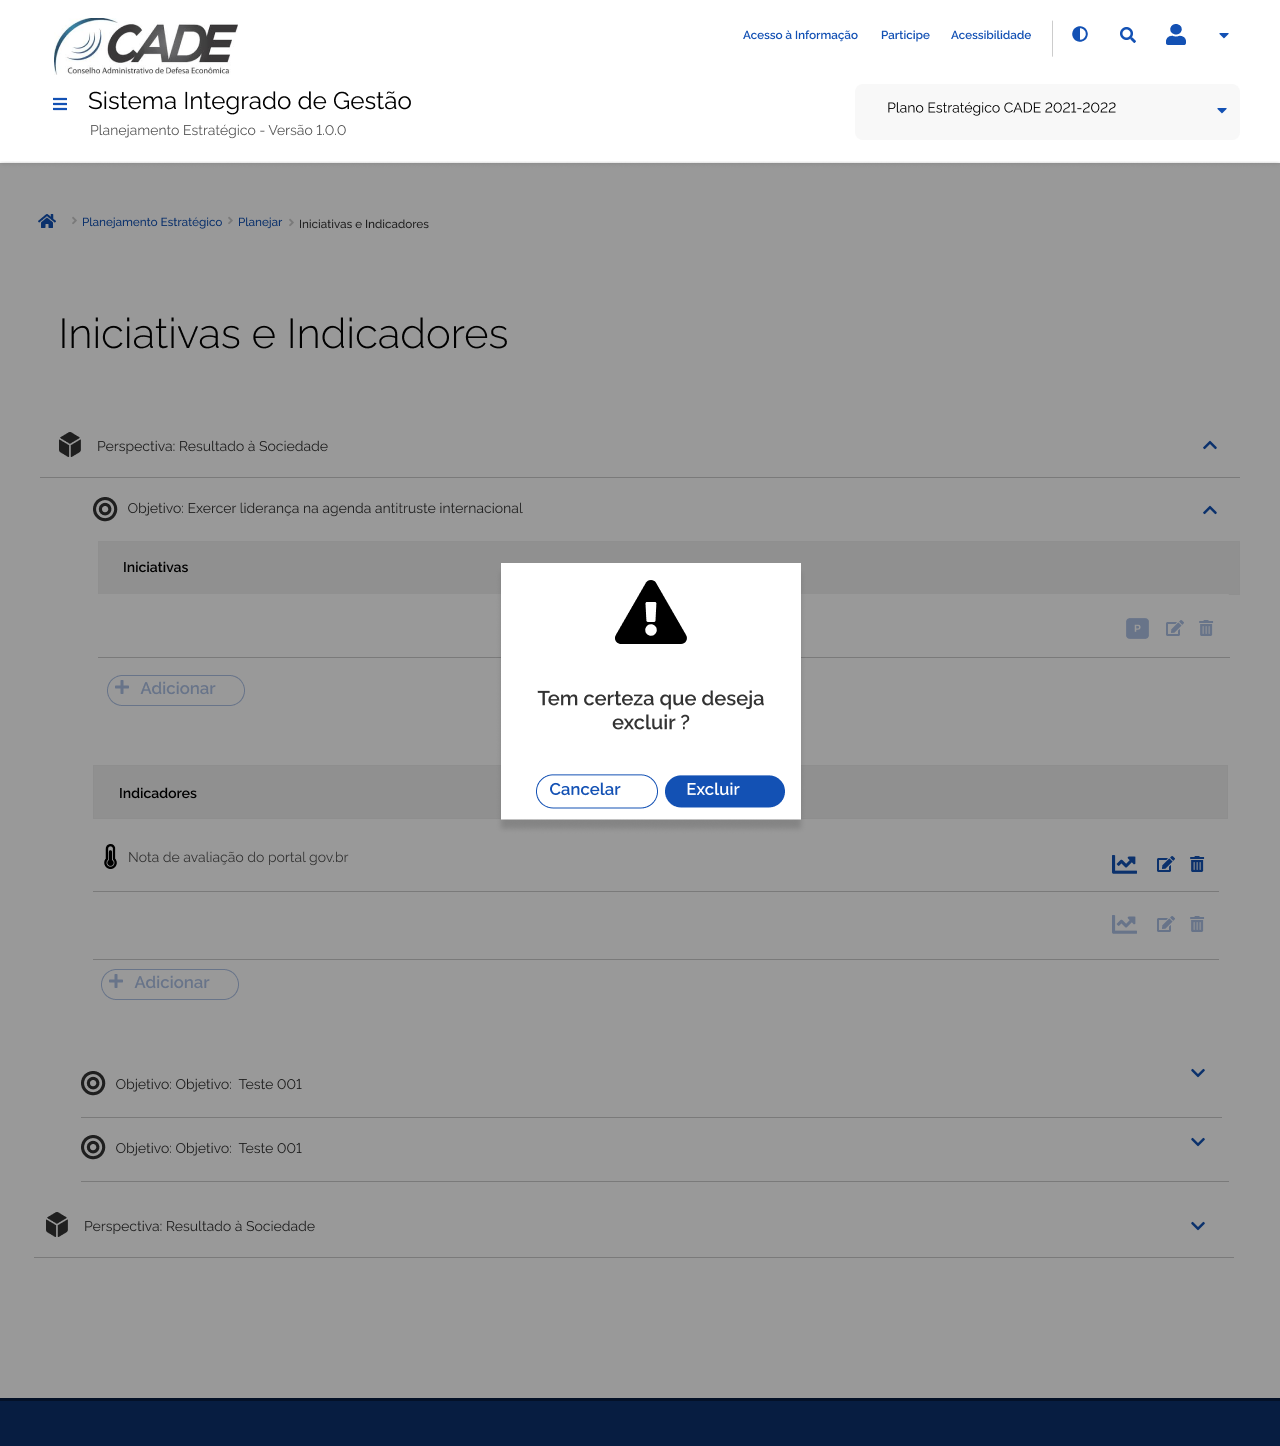 CADE
Conselho Administrativo de Defesa Econômica
Acesso à Informação Participe Acessibilidade
Sistema Integrado de Gestão
Planejamento Estratégico - Versão 1.0.0
Plano Estratégico CADE 2021-2022
Planejamento Estratégico Planejar Iniciativas e Indicadores
Iniciativas e Indicadores
Perspectiva: Resultado à Sociedade
Objetivo: Exercer liderança na agenda antitruste internacional
Iniciativas
P
Adicionar
Tem certeza que deseja
excluir ?
Cancelar Excluir
Indicadores
Nota de avaliação do portal gov.br
Adicionar
Objetivo: Objetivo: Teste 001
Objetivo: Objetivo: Teste 001
Perspectiva: Resultado à Sociedade